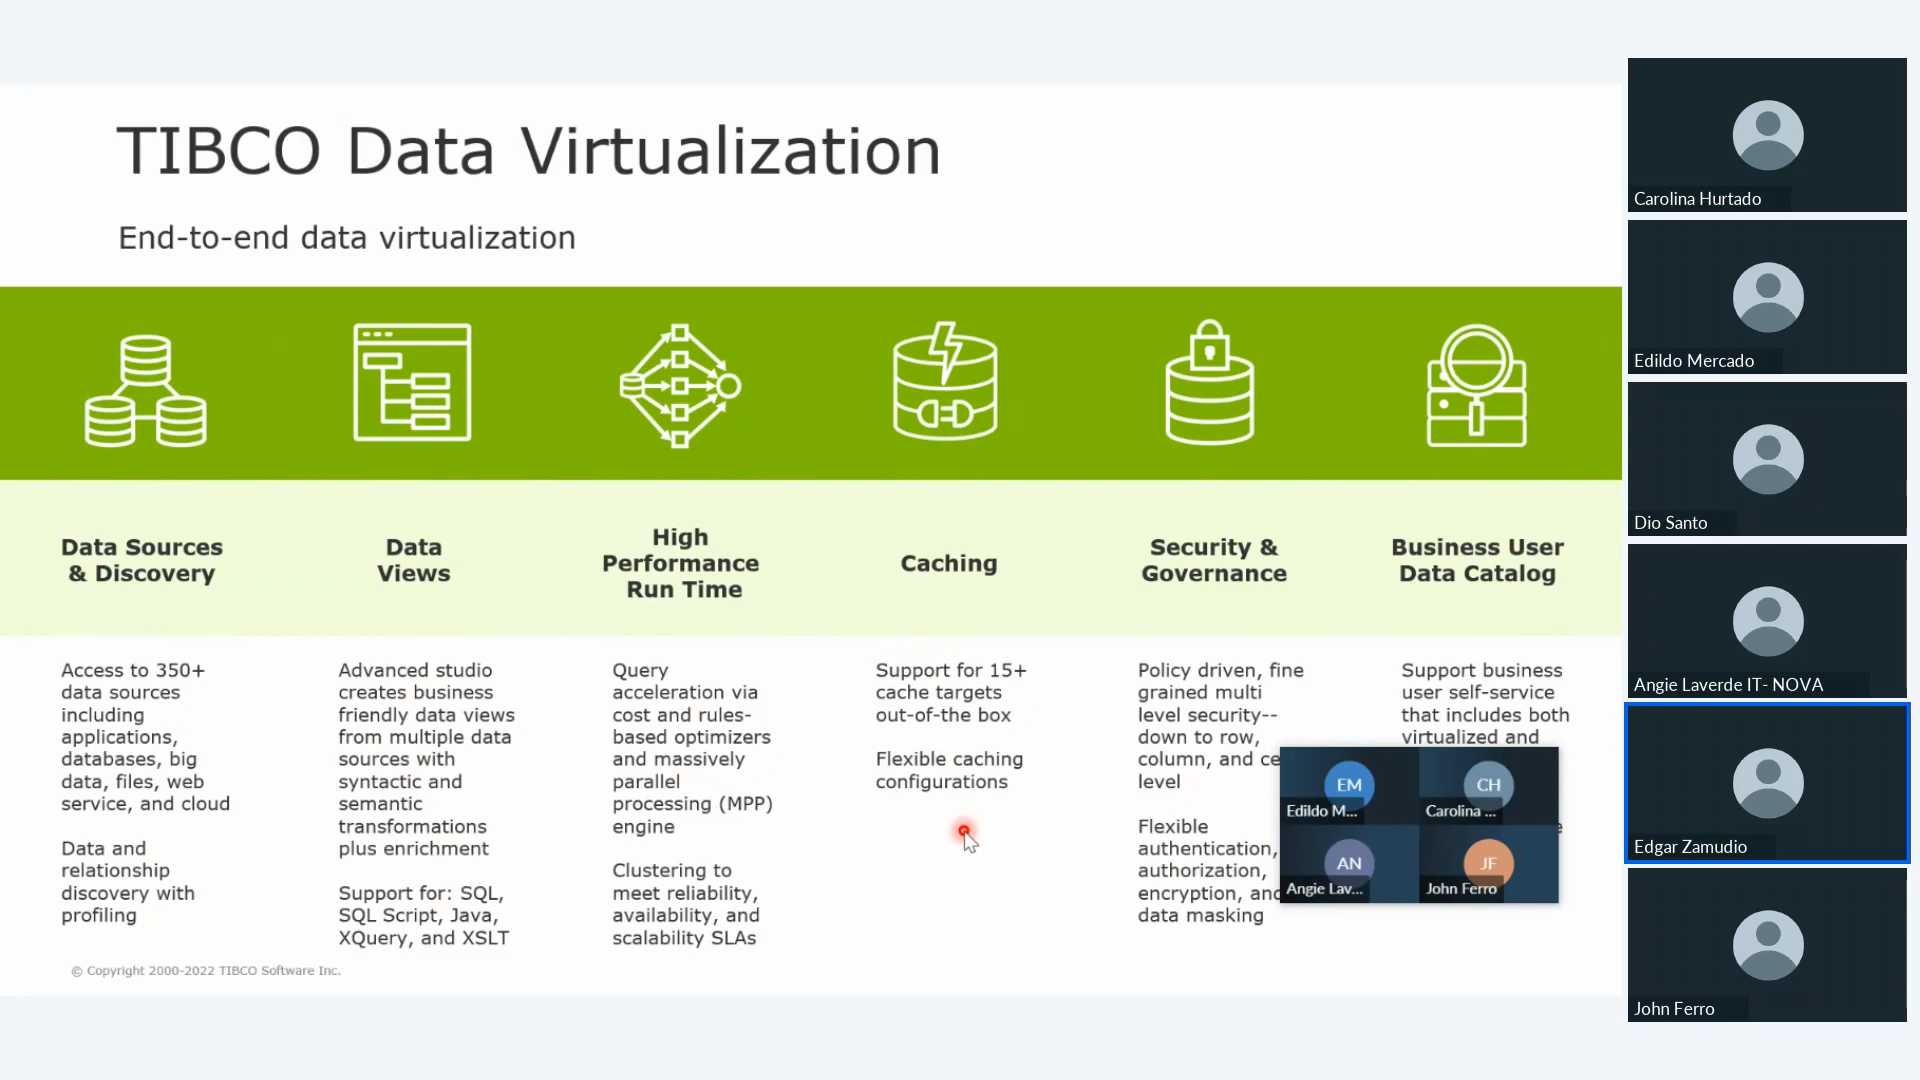 TIBCO Data Virtualization
End-to-end data virtualization
Data Sources
& Discovery
Data
Views
High
Performance
Run Time
Caching
Security &
Governance
Business User
Data Catalog
Access to 350+
data sources
including
applications,
databases, big
data, files, web
service, and cloud
Data and
relationship
discovery with
profiling
Advanced studio
creates business
friendly data views
from multiple data
sources with
syntactic and
semantic
transformations
plus enrichment
Support for: SQL,
SQL Script, Java,
XQuery, and XSLT
Query
acceleration via
cost and rules-
based optimizers
and massively
parallel
processing (MPP)
engine
Clustering to
meet reliability,
availability, and
scalability SLAs
Support for 15+
cache targets
out-of-the box
Flexible caching
configurations
Policy driven, fine
grained multi
level security--
down to row,
column, and ce
level
Flexible
authentication,
authorization,
encryption, and
data masking
Support business
user self-service
that includes both
virtualized and
EM
Edildo M...
CH
Carolina ...
AN
Angie Lav...
JF
John Ferro
© Copyright 2000-2022 TIBCO Software Inc.
Carolina Hurtado
Edildo Mercado
Dio Santo
Angie Laverde IT- NOVA
Edgar Zamudio
John Ferro